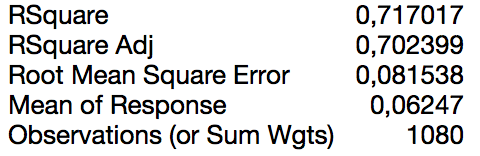 RSquare 0,717017
RSquare Adj 0,702399
Root Mean Square Error 0,081538
Mean of Response 0,06247
Observations (or Sum Wgts) 1080